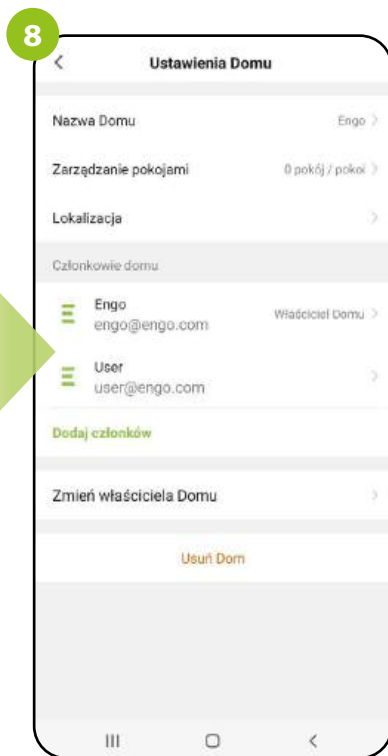 8
Ustawienia Domu
Nazwa Domu Engo
Zarządzanie pokojami 0 pokój / pokoi
Lokalizacja
Członkowie domu
Engo
engo@engo.com Właściciel Domu
User
user@engo.com
Dodaj członków
Zmień właściciela Domu
Usuń Dom